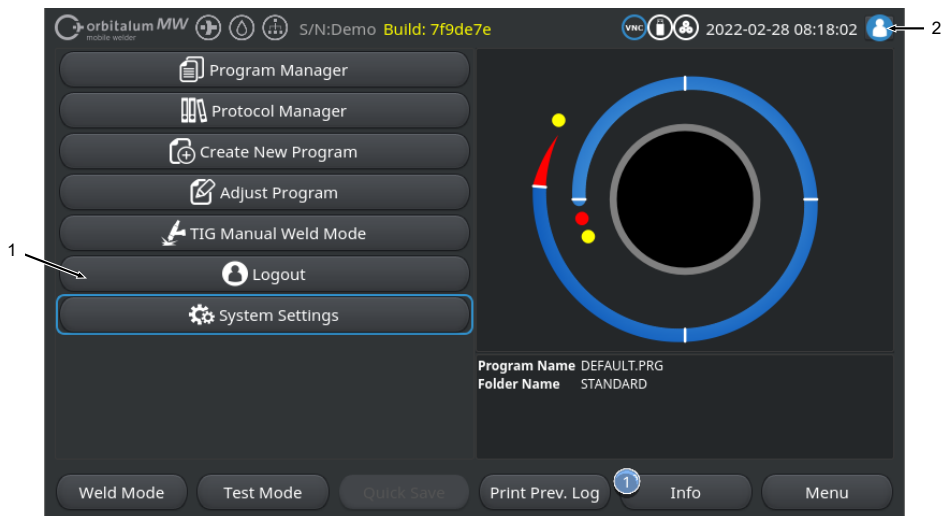 orbitalum MW S/N:Demo Build: 7f9de7e VNC 2022-02-28 08:18:02 2
mobile welder
Program Manager
Protocol Manager
Create New Program
Adjust Program
TIG Manual Weld Mode
1
Logout
System Settings
Program Name DEFAULT.PRG
Folder Name STANDARD
Weld Mode Test Mode Quick Save Print Prev. Log 1 Info Menu